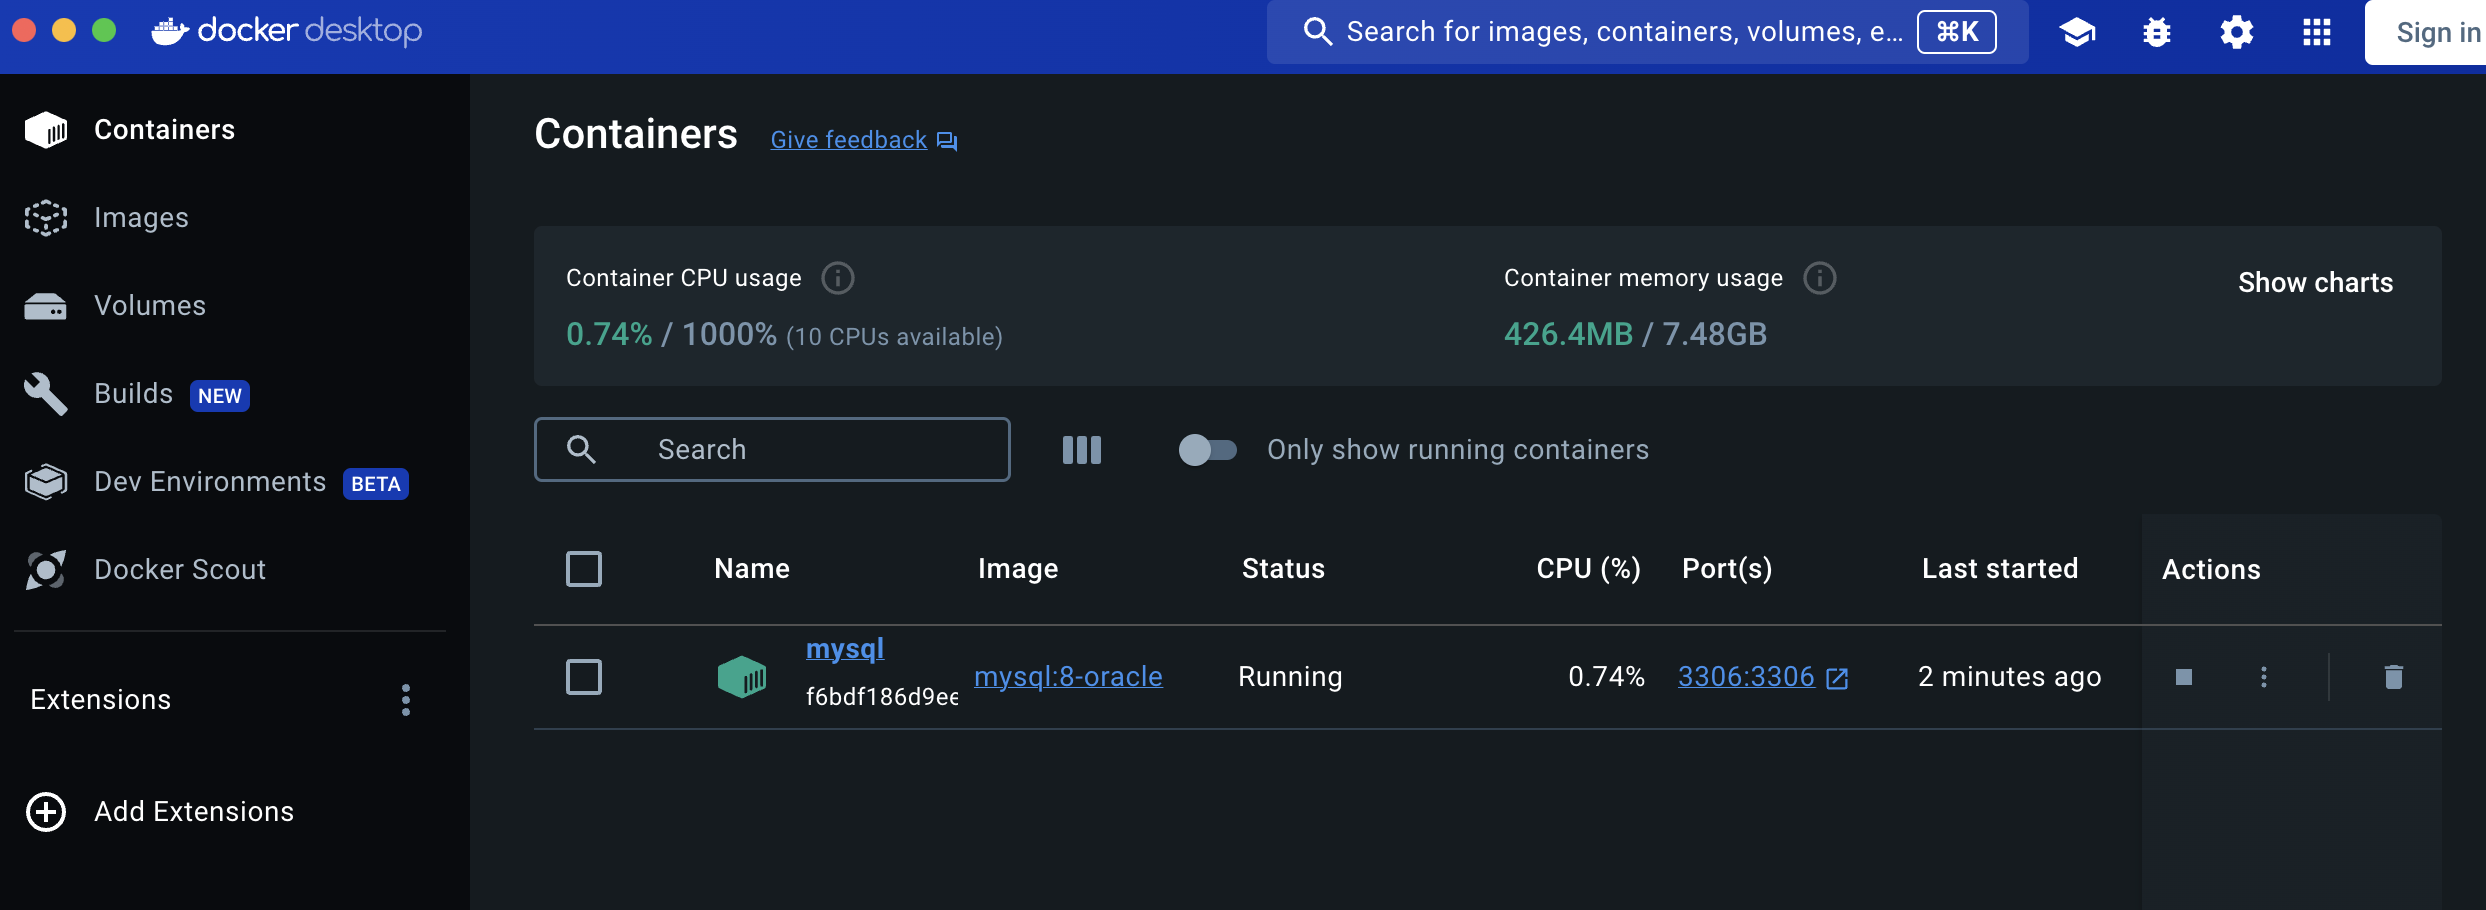 docker desktop
Search for images, containers, volumes, e... ⌘K
Sign in
Containers
Images
Volumes
Builds NEW
Dev Environments BETA
Docker Scout
Extensions
Add Extensions
Containers Give feedback
Container CPU usage
0.74% / 1000% (10 CPUs available)
Container memory usage
426.4MB / 7.48GB
Show charts
Search
Only show running containers
Name Image Status CPU (%) Port(s) Last started Actions
mysql
f6bdf186d9ee
mysql:8-oracle Running 0.74% 3306:3306 2 minutes ago